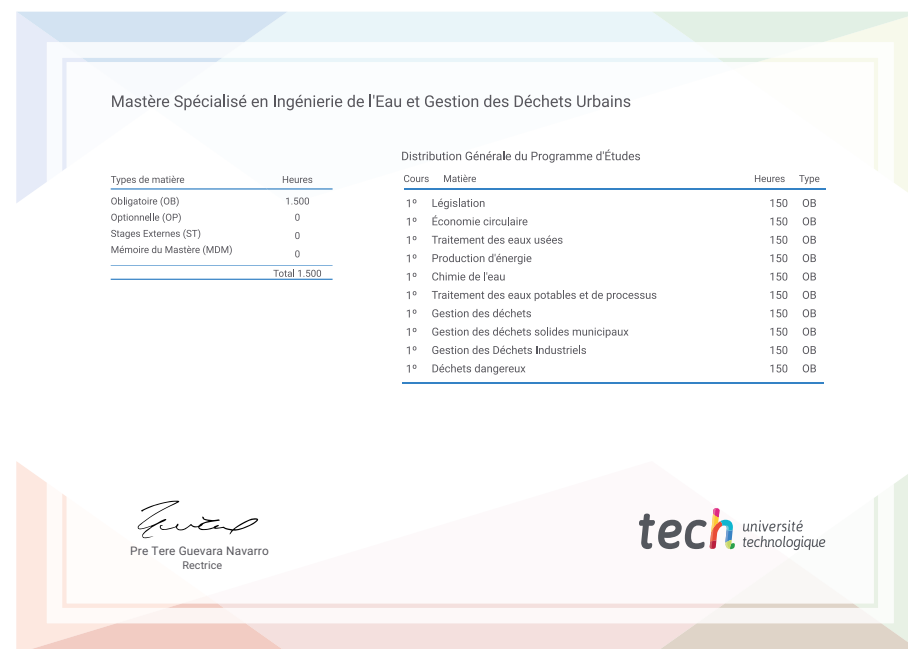 Mastère Spécialisé en Ingénierie de l'Eau et Gestion des Déchets Urbains
Types de matière Heures
Obligatoire (OB) 1.500
Optionnelle (OP) 0
Stages Externes (ST) 0
Mémoire du Mastère (MDM) 0
Total 1.500
Distribution Générale du Programme d'Études
Cours Matière Heures Type
1º Législation 150 OB
1º Économie circulaire 150 OB
1º Traitement des eaux usées 150 OB
1º Production d'énergie 150 OB
1º Chimie de l'eau 150 OB
1º Traitement des eaux potables et de processus 150 OB
1º Gestion des déchets 150 OB
1º Gestion des déchets solides municipaux 150 OB
1º Gestion des Déchets Industriels 150 OB
1º Déchets dangereux 150 OB
Pre Tere Guevara Navarro
Rectrice
tech université
technologique